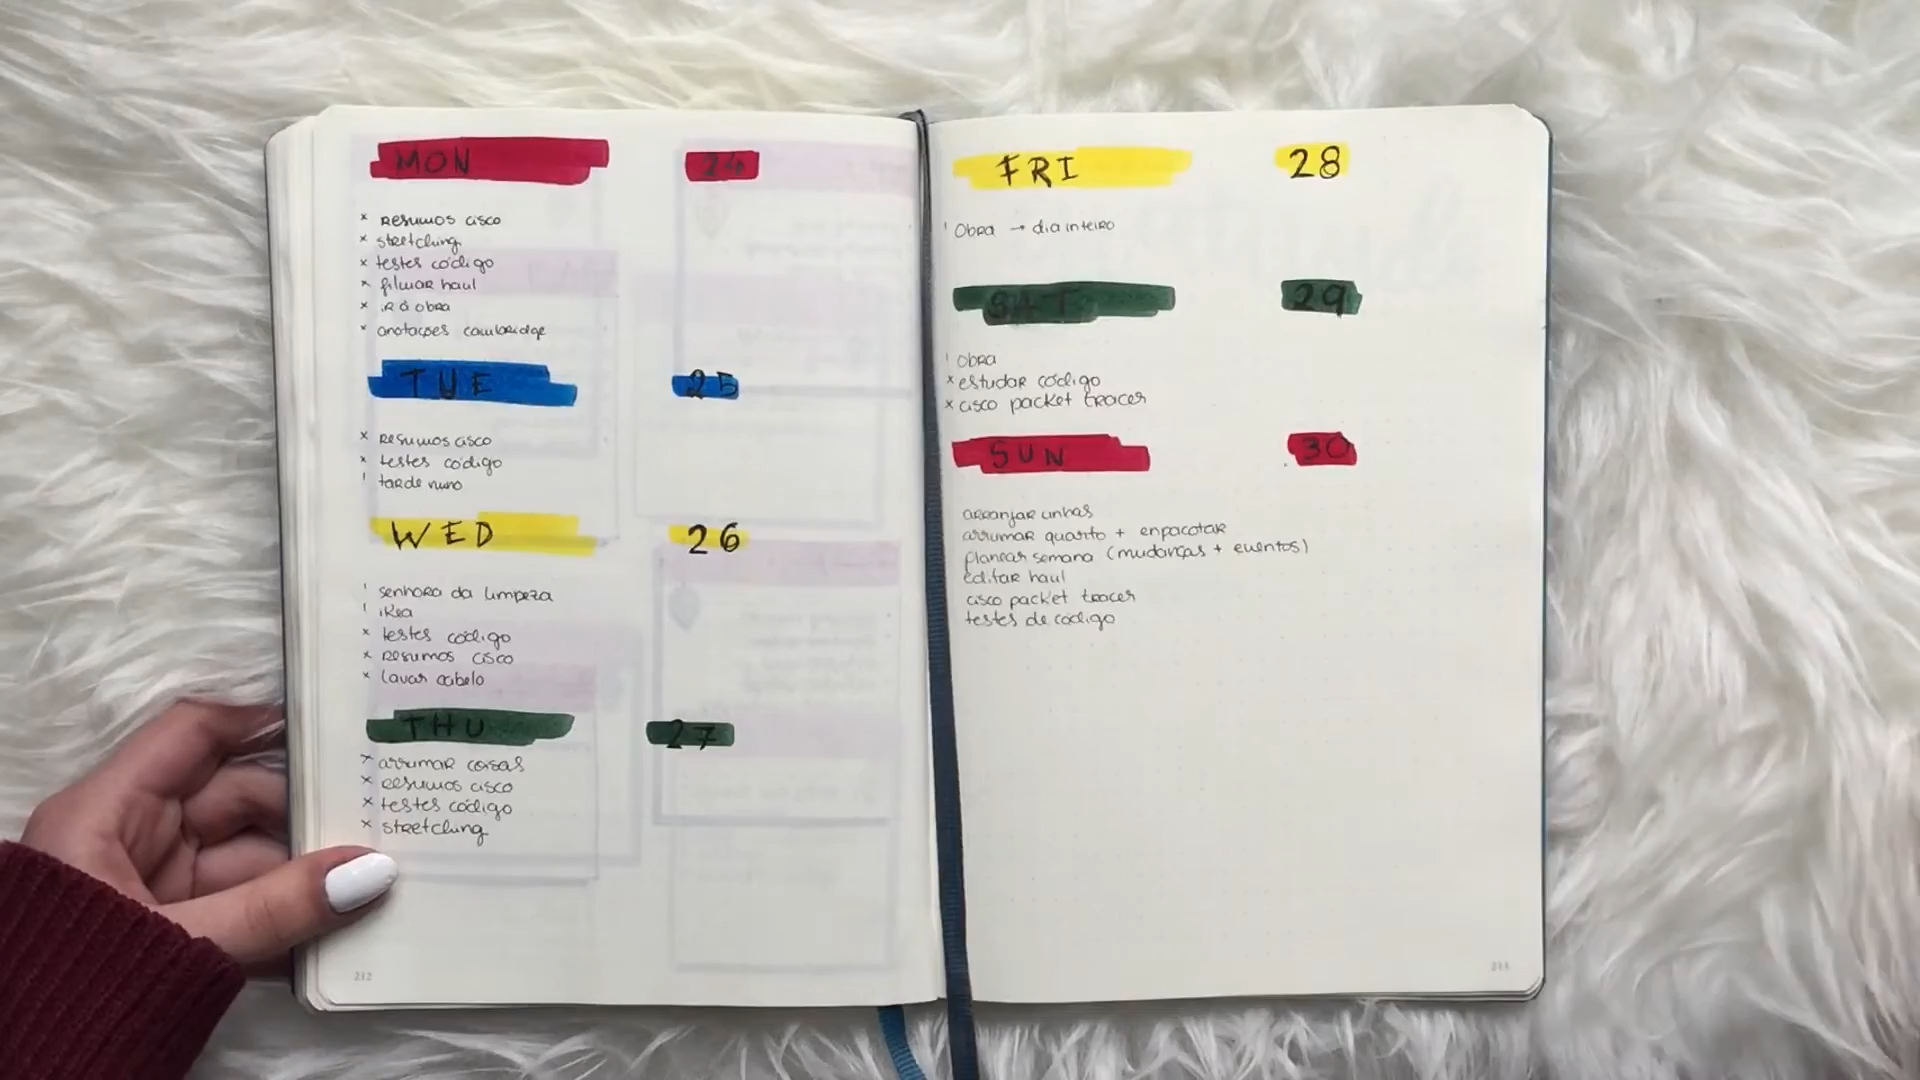 MON 24
x Resumos cisco
x stretching
x testes código
x filmar haul
x ir à obra
x anotações cambridge
TUE 25
x Resumos cisco
x testes código
! tarde nuno
WED 26
! senhora da limpeza
! ikea
x testes código
x Resumos cisco
x lavar cabelo
THU 27
x arrumar coisas
x Resumos cisco
x testes código
x stretching
212
FRI 28
! Obra → dia inteiro
SAT 29
! Obra
x estudar código
x cisco packet tracer
SUN 30
arranjar unhas
arrumar quarto + enpacotar
planear semana (mudanças + eventos)
editar haul
cisco packet tracer
testes de código